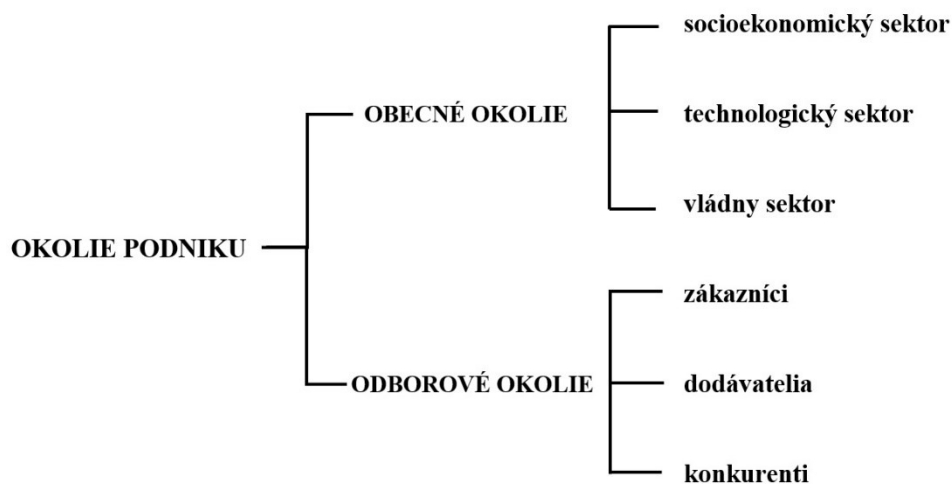 socioekonomický sektor
OBECNÉ OKOLIE
technologický sektor
vládny sektor
OKOLIE PODNIKU
zákazníci
ODBOROVÉ OKOLIE
dodávatelia
konkurenti